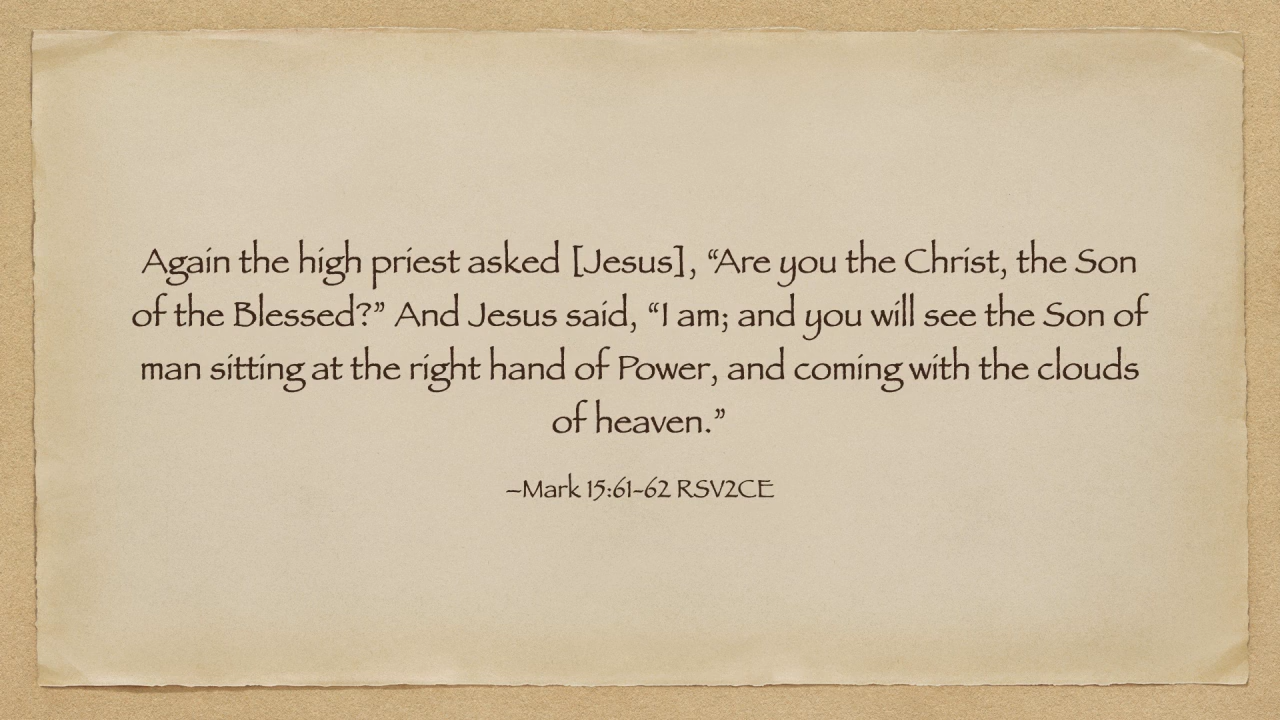 Again the high priest asked [Jesus], “Are you the Christ, the Son
of the Blessed?” And Jesus said, “I am; and you will see the Son of
man sitting at the right hand of Power, and coming with the clouds
of heaven.”
–Mark 15:61-62 RSV2CE